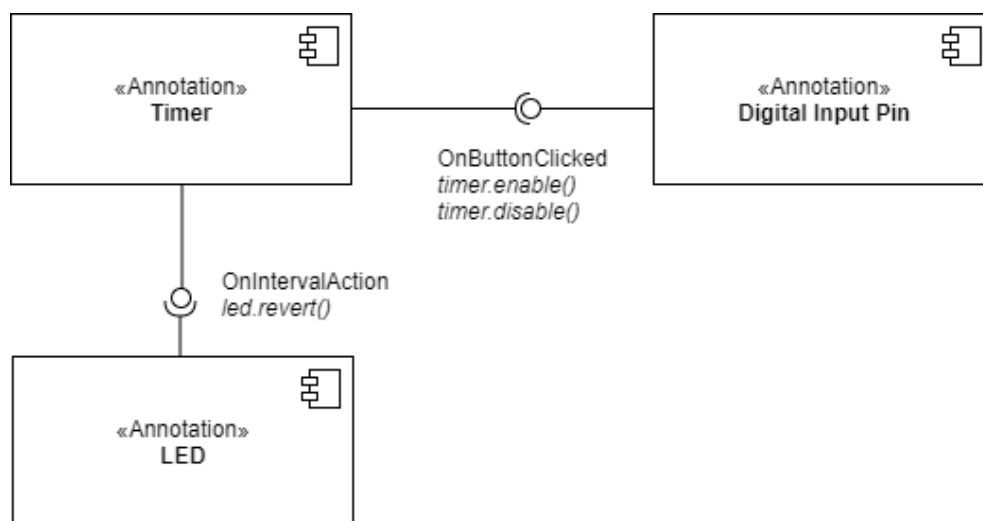 «Annotation»
Timer
«Annotation»
Digital Input Pin
OnButtonClicked
timer.enable()
timer.disable()
OnIntervalAction
led.revert()
«Annotation»
LED